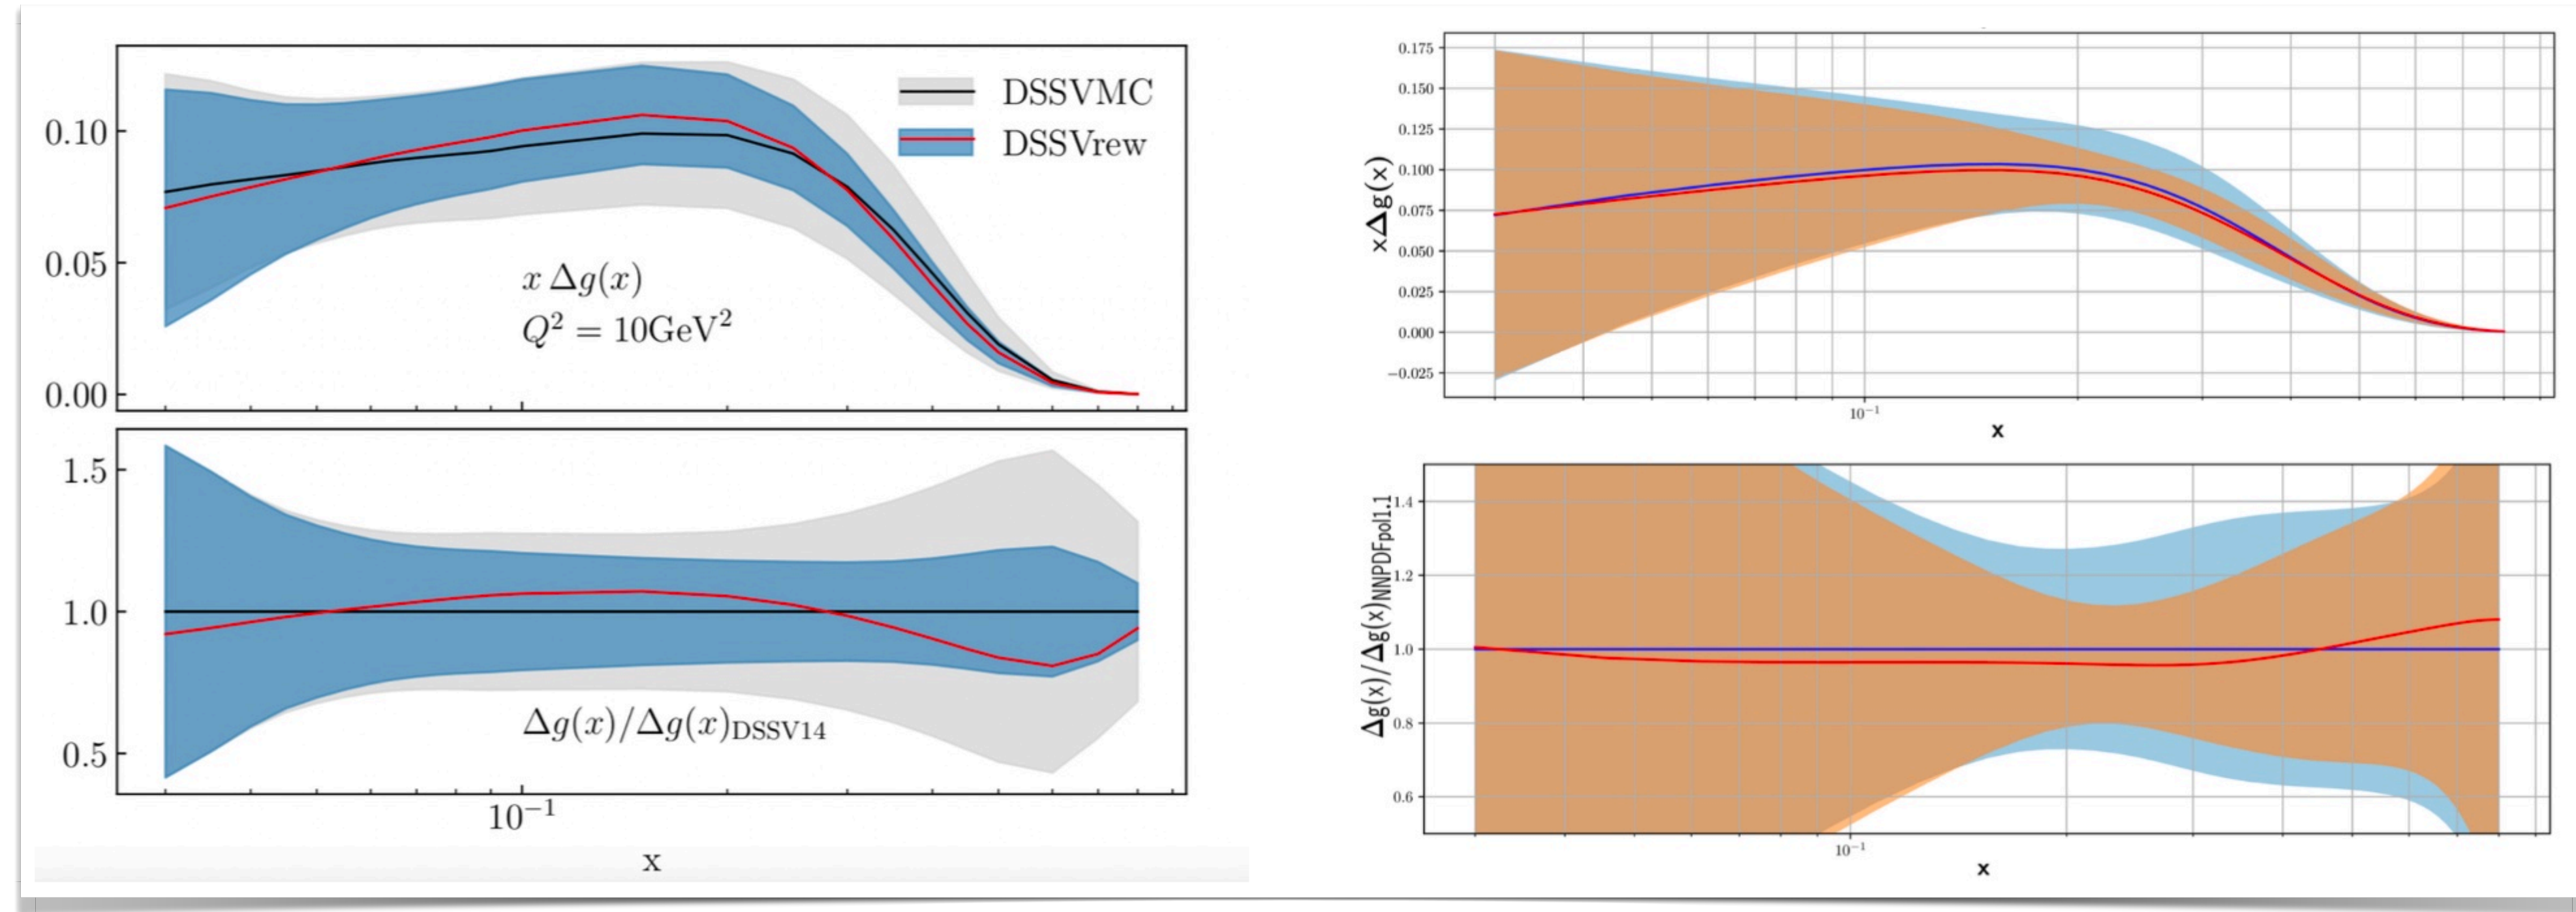 0.10
0.05
0.00
DSSVMC
DSSVrew
x Δg(x)
Q² = 10GeV²
1.5
1.0
0.5
Δg(x)/Δg(x)DSSV14
10⁻¹
x
0.175
0.150
0.125
0.100
0.075
0.050
0.025
0.000
−0.025
xΔg(x)
10⁻¹
x
1.4
1.2
1.0
0.8
0.6
Δg(x)/Δg(x)NNPDFpol1.1
10⁻¹
x